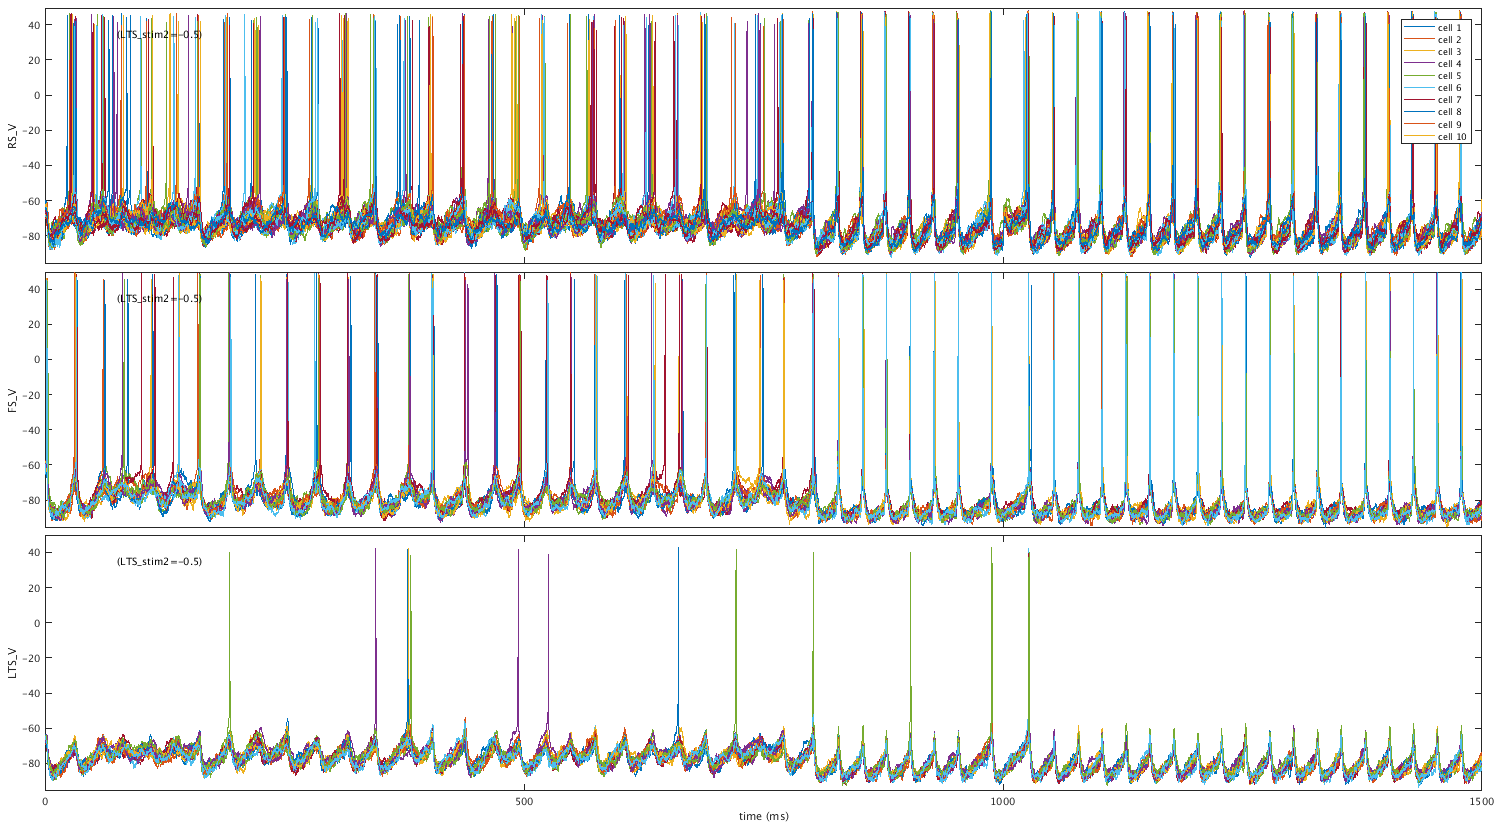 RS_V
40
20
0
−20
−40
−60
−80
(LTS_stim2=-0.5)
cell 1
cell 2
cell 3
cell 4
cell 5
cell 6
cell 7
cell 8
cell 9
cell 10
FS_V
40
20
0
−20
−40
−60
−80
(LTS_stim2=-0.5)
LTS_V
40
20
0
−20
−40
−60
−80
(LTS_stim2=-0.5)
0 500 1000 1500
time (ms)